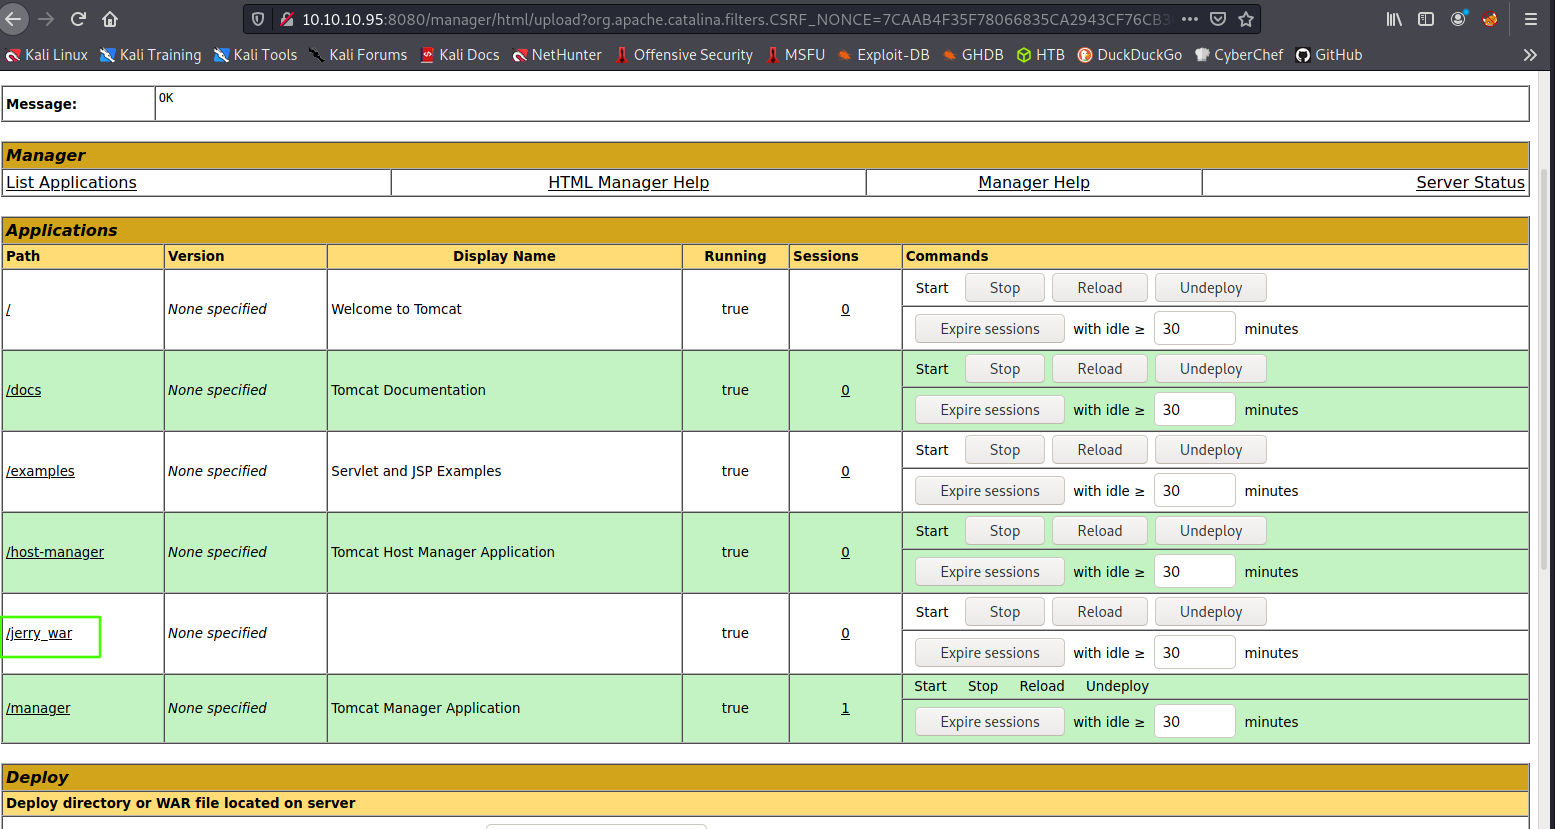 10.10.10.95:8080/manager/html/upload?org.apache.catalina.filters.CSRF_NONCE=7CAAB4F35F78066835CA2943CF76CB3
Kali Linux Kali Training Kali Tools Kali Forums Kali Docs NetHunter Offensive Security MSFU Exploit-DB GHDB HTB DuckDuckGo CyberChef GitHub
Message: OK
Manager
List Applications HTML Manager Help Manager Help Server Status
Applications
Path Version Display Name Running Sessions Commands
/ None specified Welcome to Tomcat true 0 Start Stop Reload Undeploy
Expire sessions with idle ≥ 30 minutes
/docs None specified Tomcat Documentation true 0 Start Stop Reload Undeploy
Expire sessions with idle ≥ 30 minutes
/examples None specified Servlet and JSP Examples true 0 Start Stop Reload Undeploy
Expire sessions with idle ≥ 30 minutes
/host-manager None specified Tomcat Host Manager Application true 0 Start Stop Reload Undeploy
Expire sessions with idle ≥ 30 minutes
/jerry_war None specified true 0 Start Stop Reload Undeploy
Expire sessions with idle ≥ 30 minutes
/manager None specified Tomcat Manager Application true 1 Start Stop Reload Undeploy
Expire sessions with idle ≥ 30 minutes
Deploy
Deploy directory or WAR file located on server